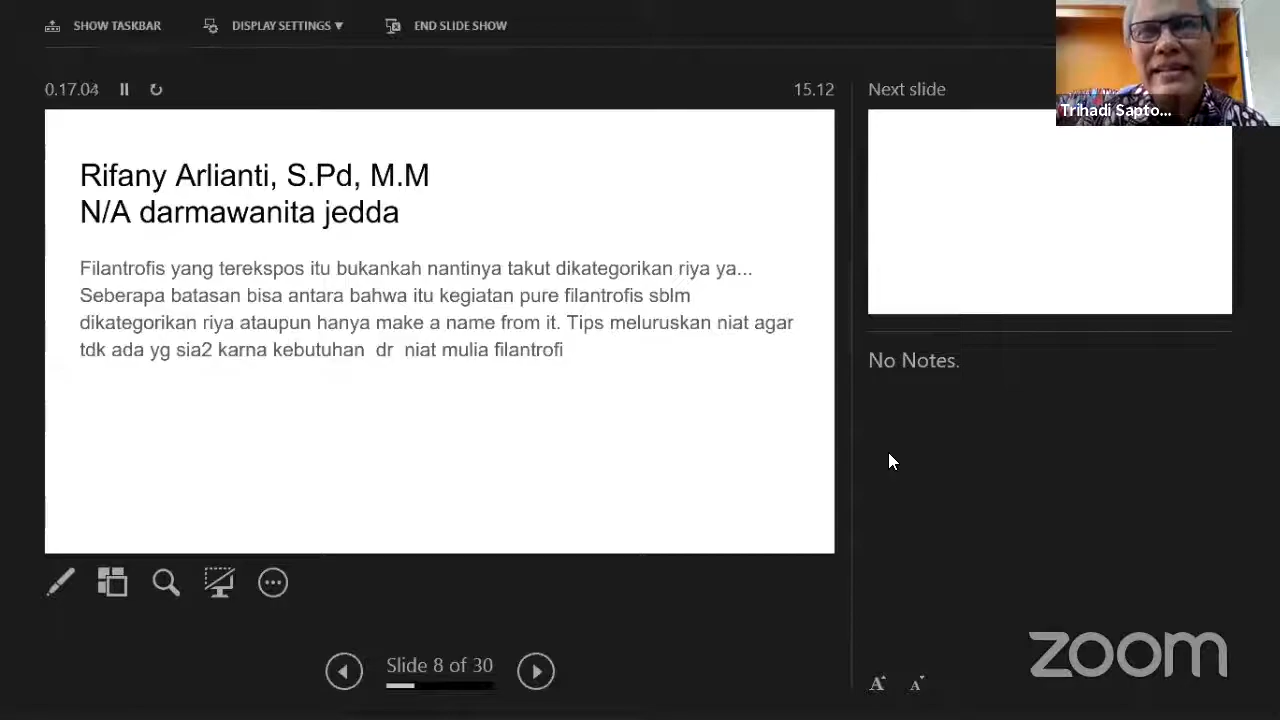 SHOW TASKBAR
DISPLAY SETTINGS ▼
END SLIDE SHOW
0.17.04
15.12
Next slide
Trihadi Sapto...
Rifany Arlianti, S.Pd, M.M
N/A darmawanita jedda
Filantrofis yang terekspos itu bukankah nantinya takut dikategorikan riya ya...
Seberapa batasan bisa antara bahwa itu kegiatan pure filantrofis sblm
dikategorikan riya ataupun hanya make a name from it. Tips meluruskan niat agar
tdk ada yg sia2 karna kebutuhan dr niat mulia filantrofi
No Notes.
Slide 8 of 30
A A
zoom